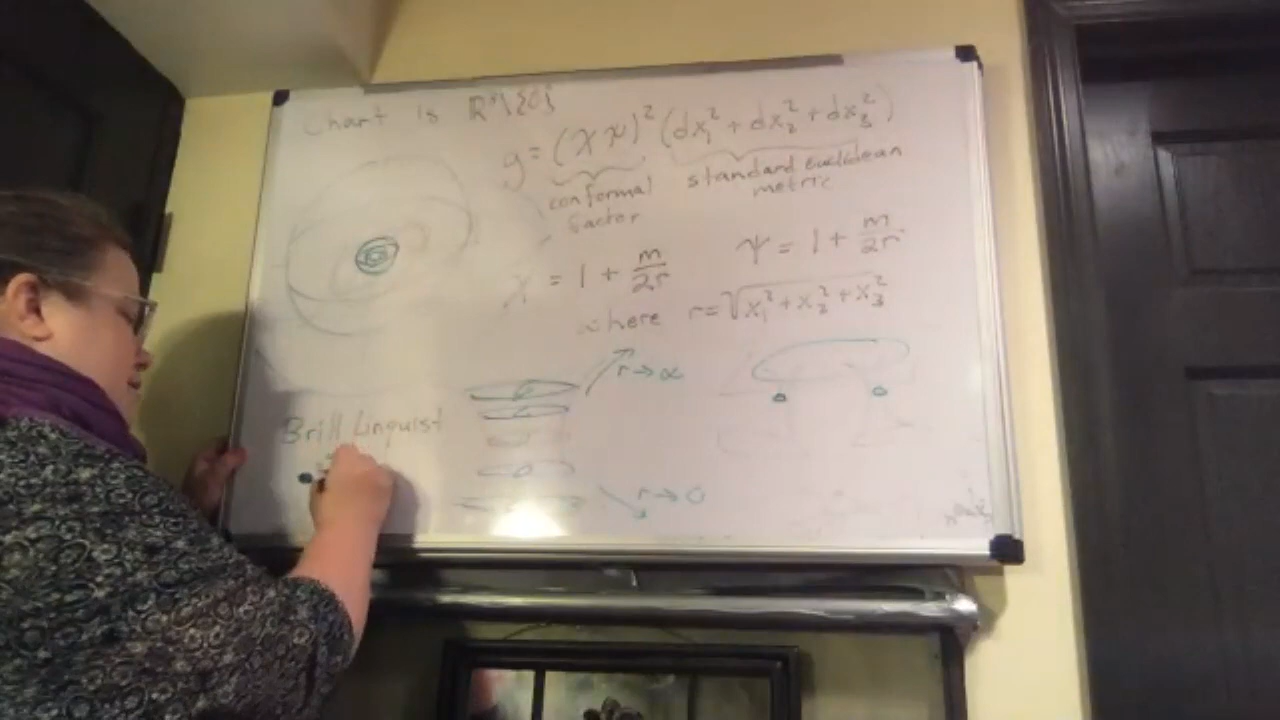 Chart is ℝ³\{0}
g = (χψ)² (dx₁² + dx₂² + dx₃²)
conformal factor
standard euclidean metric
χ = 1 + m/2r
ψ = 1 + m/2r
where r = √x₁² + x₂² + x₃²
r → ∞
Brill Linquist
r → 0